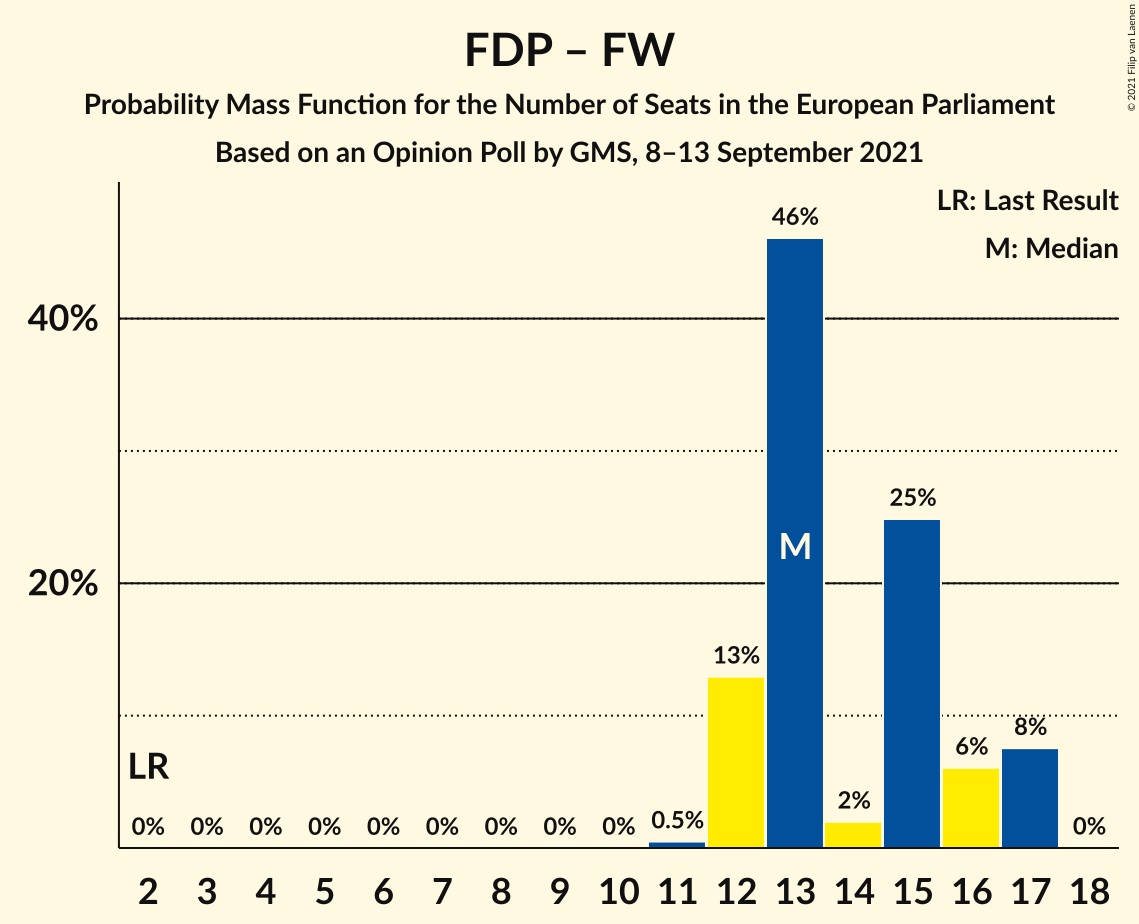 FDP – FW
Probability Mass Function for the Number of Seats in the European Parliament
Based on an Opinion Poll by GMS, 8–13 September 2021
© 2021 Filip van Laenen
LR: Last Result
M: Median
40%
20%
LR
M
0% 0% 0% 0% 0% 0% 0% 0% 0% 0.5% 13% 46% 2% 25% 6% 8% 0%
2 3 4 5 6 7 8 9 10 11 12 13 14 15 16 17 18